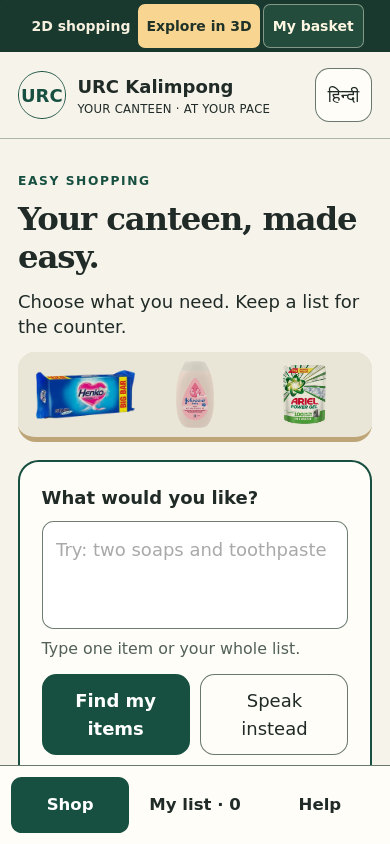 2D shopping Explore in 3D My basket
URC URC Kalimpong
YOUR CANTEEN · AT YOUR PACE
हिन्दी
EASY SHOPPING
Your canteen, made
easy.
Choose what you need. Keep a list for
the counter.
Henko BIG BAR
Johnson's
ARIEL
POWER GEL
What would you like?
Try: two soaps and toothpaste
Type one item or your whole list.
Find my
items
Speak
instead
Shop My list · 0 Help